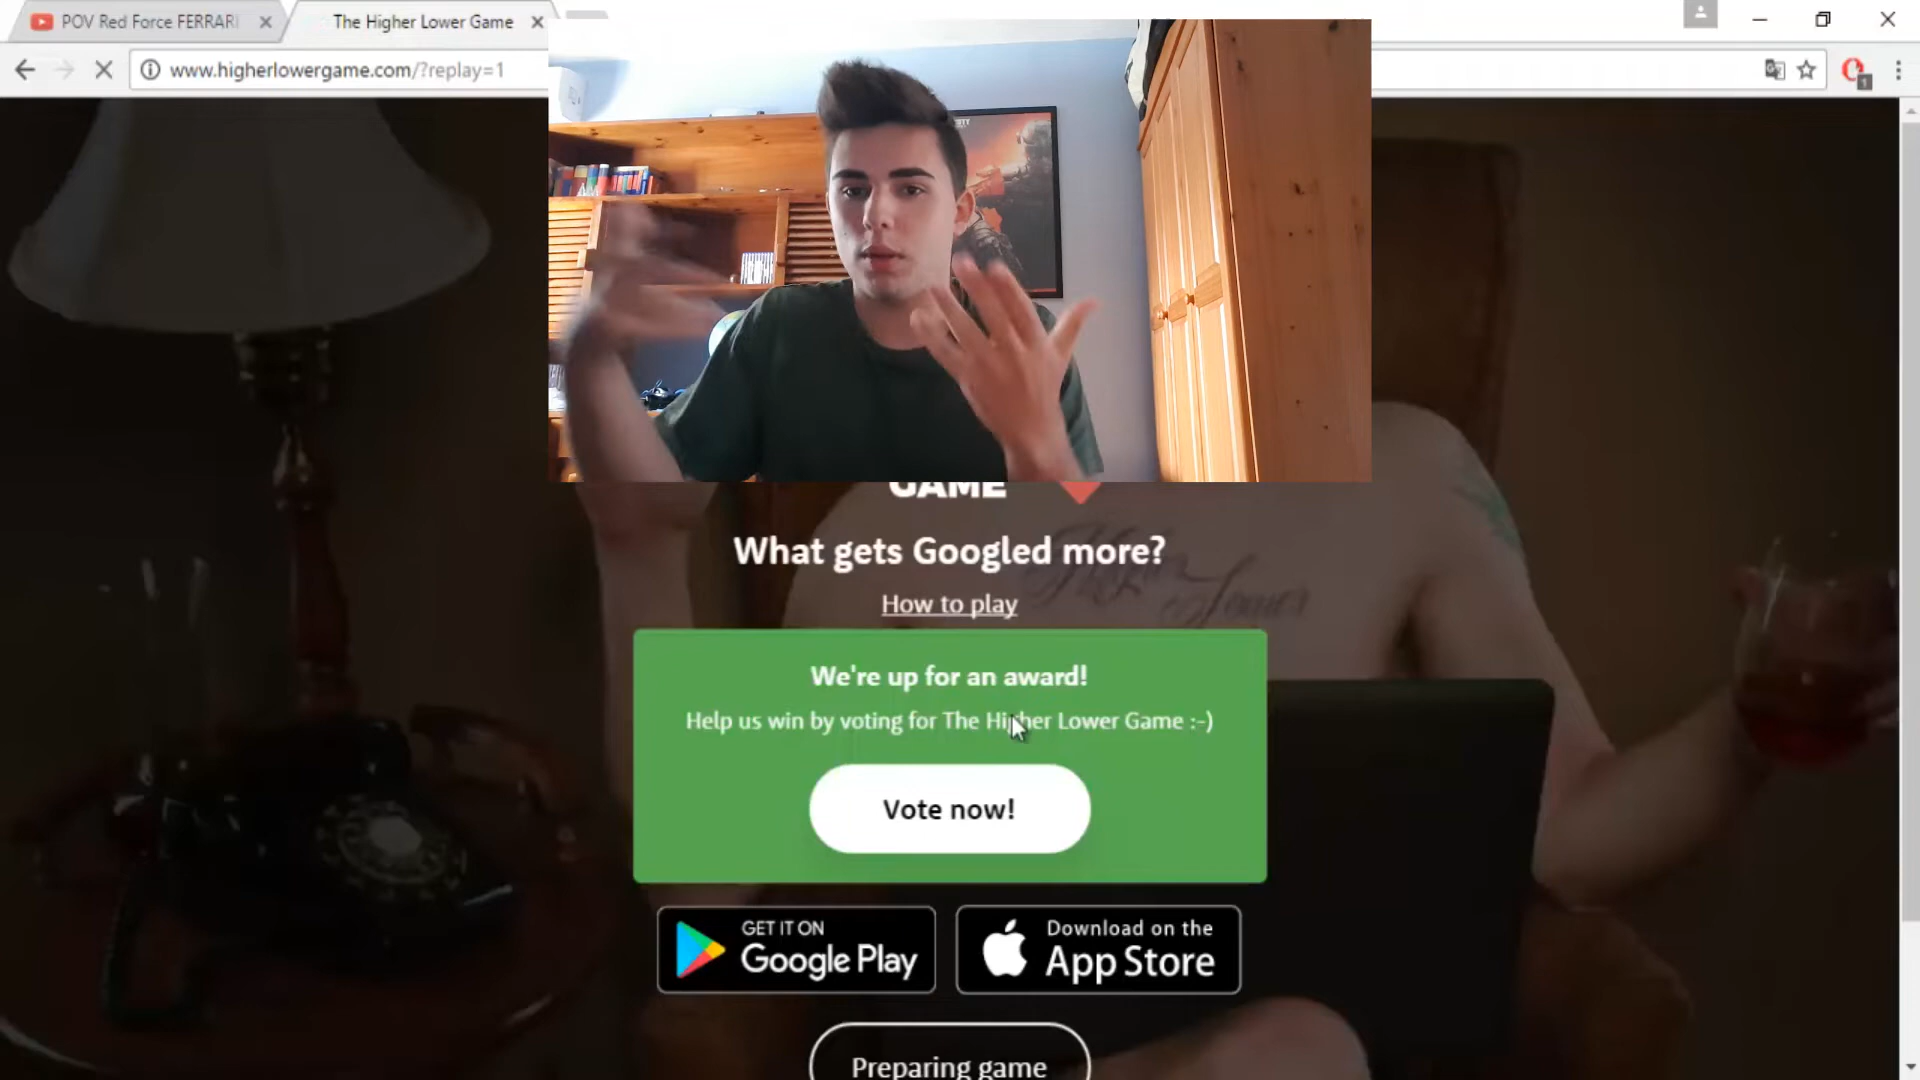 POV Red Force FERRARI
The Higher Lower Game
www.higherlowergame.com/?replay=1
1
GAME
What gets Googled more?
How to play
We're up for an award!
Help us win by voting for The Higher Lower Game :-)
Vote now!
GET IT ON
Google Play
Download on the
App Store
Preparing game